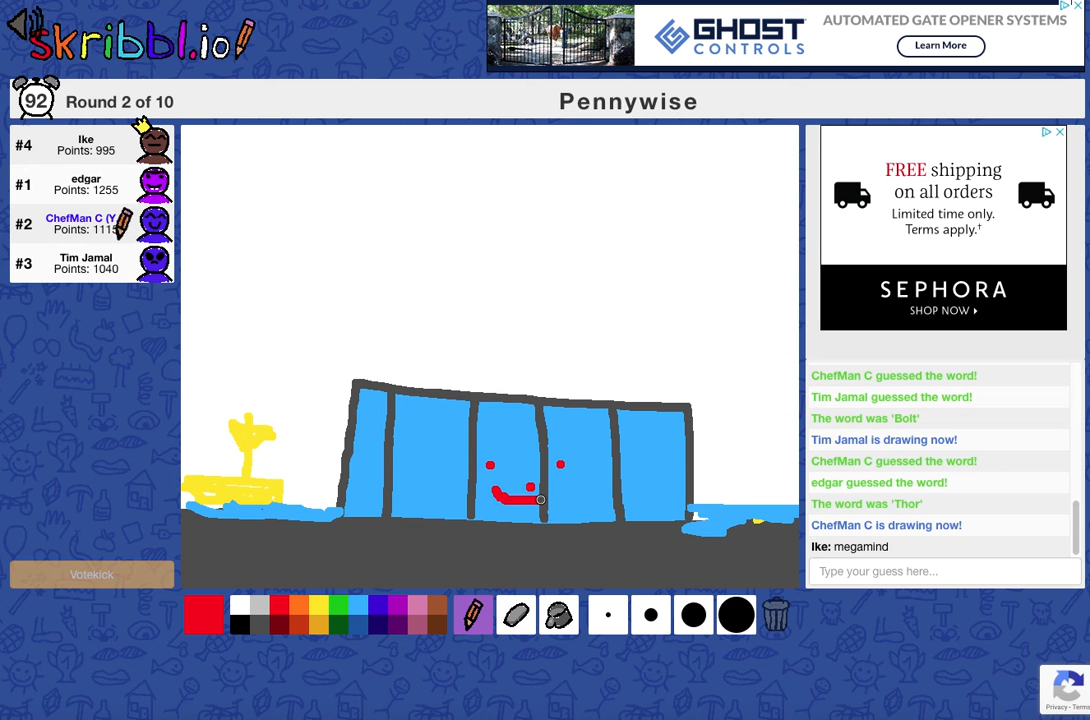 skribbl.io
GHOST
CONTROLS
AUTOMATED GATE OPENER SYSTEMS
Learn More
92
Round 2 of 10
Pennywise
#4
Ike
Points: 995
#1
edgar
Points: 1255
#2
ChefMan C (Y
Points: 1115
#3
Tim Jamal
Points: 1040
FREE shipping
on all orders
Limited time only.
Terms apply.†
SEPHORA
SHOP NOW
ChefMan C guessed the word!
Tim Jamal guessed the word!
The word was 'Bolt'
Tim Jamal is drawing now!
ChefMan C guessed the word!
edgar guessed the word!
The word was 'Thor'
ChefMan C is drawing now!
Ike: megamind
Type your guess here...
Votekick
Privacy - Terms